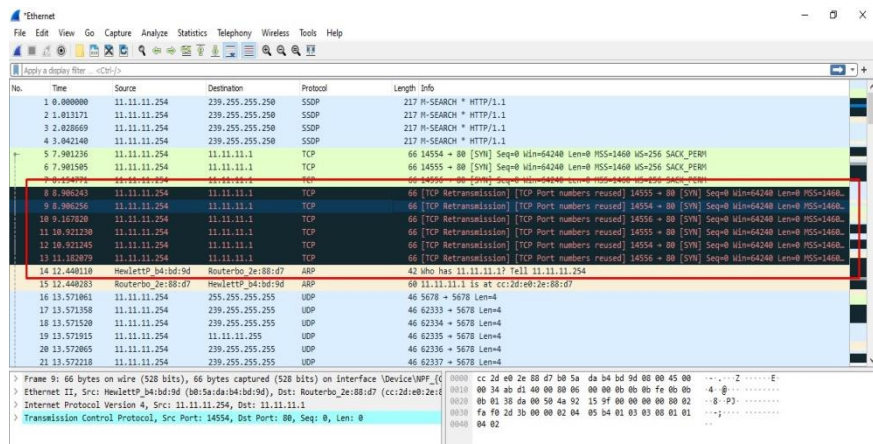 *Ethernet
File Edit View Go Capture Analyze Statistics Telephony Wireless Tools Help
Apply a display filter ... <Ctrl-/>
No. Time Source Destination Protocol Length Info
1 0.000000 11.11.11.254 239.255.255.250 SSDP 217 M-SEARCH * HTTP/1.1
2 1.013171 11.11.11.254 239.255.255.250 SSDP 217 M-SEARCH * HTTP/1.1
3 2.028669 11.11.11.254 239.255.255.250 SSDP 217 M-SEARCH * HTTP/1.1
4 3.042140 11.11.11.254 239.255.255.250 SSDP 217 M-SEARCH * HTTP/1.1
5 7.901236 11.11.11.254 11.11.11.1 TCP 66 14554 → 80 [SYN] Seq=0 Win=64240 Len=0 MSS=1460 WS=256 SACK_PERM
6 7.901505 11.11.11.254 11.11.11.1 TCP 66 14555 → 80 [SYN] Seq=0 Win=64240 Len=0 MSS=1460 WS=256 SACK_PERM
7 8.154771 11.11.11.254 11.11.11.1 TCP 66 14556 → 80 [SYN] Seq=0 Win=64240 Len=0 MSS=1460 WS=256 SACK_PERM
8 8.906243 11.11.11.254 11.11.11.1 TCP 66 [TCP Retransmission] [TCP Port numbers reused] 14555 → 80 [SYN] Seq=0 Win=64240 Len=0 MSS=1460…
9 8.906256 11.11.11.254 11.11.11.1 TCP 66 [TCP Retransmission] [TCP Port numbers reused] 14554 → 80 [SYN] Seq=0 Win=64240 Len=0 MSS=1460…
10 9.167820 11.11.11.254 11.11.11.1 TCP 66 [TCP Retransmission] [TCP Port numbers reused] 14556 → 80 [SYN] Seq=0 Win=64240 Len=0 MSS=1460…
11 10.921230 11.11.11.254 11.11.11.1 TCP 66 [TCP Retransmission] [TCP Port numbers reused] 14555 → 80 [SYN] Seq=0 Win=64240 Len=0 MSS=1460…
12 10.921245 11.11.11.254 11.11.11.1 TCP 66 [TCP Retransmission] [TCP Port numbers reused] 14554 → 80 [SYN] Seq=0 Win=64240 Len=0 MSS=1460…
13 11.182079 11.11.11.254 11.11.11.1 TCP 66 [TCP Retransmission] [TCP Port numbers reused] 14556 → 80 [SYN] Seq=0 Win=64240 Len=0 MSS=1460…
14 12.440110 HewlettP_b4:bd:9d Routerbo_2e:88:d7 ARP 42 Who has 11.11.11.1? Tell 11.11.11.254
15 12.440283 Routerbo_2e:88:d7 HewlettP_b4:bd:9d ARP 60 11.11.11.1 is at cc:2d:e0:2e:88:d7
16 13.571061 11.11.11.254 255.255.255.255 UDP 46 5678 → 5678 Len=4
17 13.571358 11.11.11.254 239.255.255.255 UDP 46 62333 → 5678 Len=4
18 13.571520 11.11.11.254 239.255.255.255 UDP 46 62334 → 5678 Len=4
19 13.571915 11.11.11.254 11.11.11.255 UDP 46 62335 → 5678 Len=4
20 13.572065 11.11.11.254 239.255.255.255 UDP 46 62336 → 5678 Len=4
21 13.572218 11.11.11.254 239.255.255.255 UDP 46 62337 → 5678 Len=4
> Frame 9: 66 bytes on wire (528 bits), 66 bytes captured (528 bits) on interface \Device\NPF_{
> Ethernet II, Src: HewlettP_b4:bd:9d (b0:5a:da:b4:bd:9d), Dst: Routerbo_2e:88:d7 (cc:2d:e0:2e:8
> Internet Protocol Version 4, Src: 11.11.11.254, Dst: 11.11.11.1
> Transmission Control Protocol, Src Port: 14554, Dst Port: 80, Seq: 0, Len: 0
0000 cc 2d e0 2e 88 d7 b0 5a da b4 bd 9d 08 00 45 00
0010 00 34 ab d1 40 00 80 06 00 00 0b 0b 0b fe 0b 0b
0020 0b 01 38 da 00 50 4a 92 15 9f 00 00 00 00 80 02
0030 fa f0 2d 3b 00 00 02 04 05 b4 01 03 03 08 01 01
0040 04 02